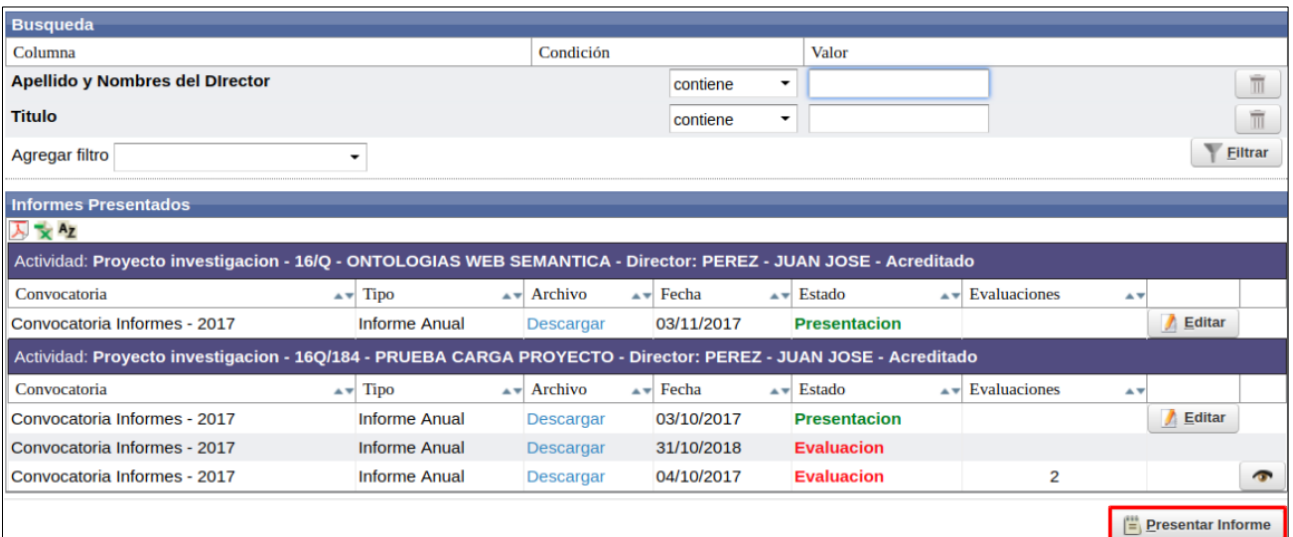 Busqueda
Columna Condición Valor
Apellido y Nombres del DIrector contiene
Titulo contiene
Agregar filtro Filtrar
Informes Presentados
Actividad: Proyecto investigacion - 16/Q - ONTOLOGIAS WEB SEMANTICA - Director: PEREZ - JUAN JOSE - Acreditado
Convocatoria Tipo Archivo Fecha Estado Evaluaciones
Convocatoria Informes - 2017 Informe Anual Descargar 03/11/2017 Presentacion Editar
Actividad: Proyecto investigacion - 16Q/184 - PRUEBA CARGA PROYECTO - Director: PEREZ - JUAN JOSE - Acreditado
Convocatoria Tipo Archivo Fecha Estado Evaluaciones
Convocatoria Informes - 2017 Informe Anual Descargar 03/10/2017 Presentacion Editar
Convocatoria Informes - 2017 Informe Anual Descargar 31/10/2018 Evaluacion
Convocatoria Informes - 2017 Informe Anual Descargar 04/10/2017 Evaluacion 2
Presentar Informe